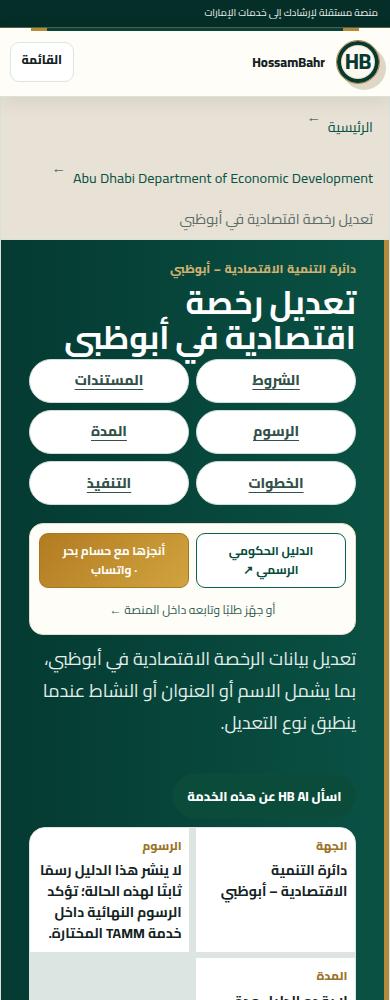 منصة مستقلة لإرشادك إلى خدمات الإمارات
HB
HossamBahr
القائمة
الرئيسية ←
Abu Dhabi Department of Economic Development ←
تعديل رخصة اقتصادية في أبوظبي
دائرة التنمية الاقتصادية – أبوظبي
تعديل رخصة
اقتصادية في أبوظبي
الشروط
المستندات
الرسوم
المدة
الخطوات
التنفيذ
الدليل الحكومي
الرسمي ↗
أنجزها مع حسام بحر
· واتساب
أو جهّز طلبًا وتابعه داخل المنصة ←
تعديل بيانات الرخصة الاقتصادية في أبوظبي،
بما يشمل الاسم أو العنوان أو النشاط عندما
ينطبق نوع التعديل.
اسأل HB AI عن هذه الخدمة
الجهة
دائرة التنمية
الاقتصادية – أبوظبي
الرسوم
لا ينشر هذا الدليل رسمًا
ثابتًا لهذه الحالة؛ تؤكد
الرسوم النهائية داخل
خدمة TAMM المختارة.
المدة